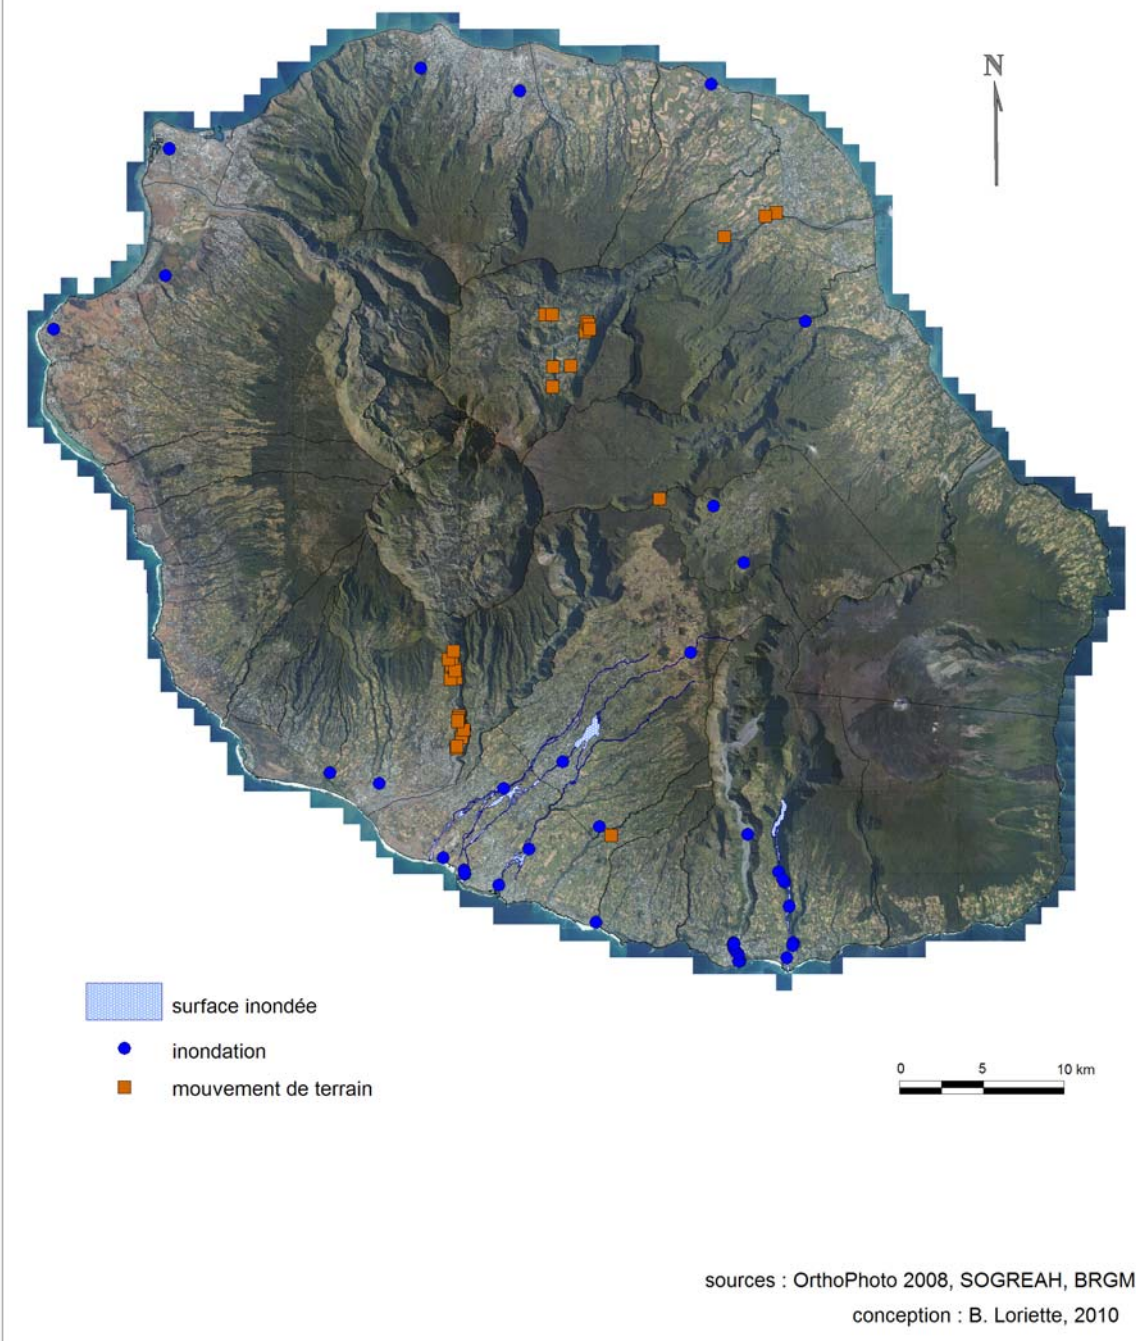 N
surface inondée
inondation
mouvement de terrain
0 5 10 km
sources : OrthoPhoto 2008, SOGREAH, BRGM
conception : B. Loriette, 2010